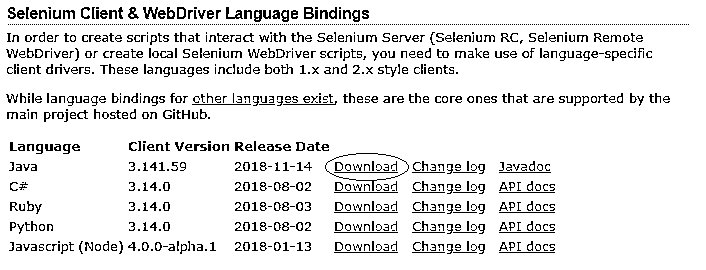 Selenium Client & WebDriver Language Bindings
In order to create scripts that interact with the Selenium Server (Selenium RC, Selenium Remote
WebDriver) or create local Selenium WebDriver scripts, you need to make use of language-specific
client drivers. These languages include both 1.x and 2.x style clients.
While language bindings for other languages exist, these are the core ones that are supported by the
main project hosted on GitHub.
Language Client Version Release Date
Java 3.141.59 2018-11-14 Download Change log Javadoc
C# 3.14.0 2018-08-02 Download Change log API docs
Ruby 3.14.0 2018-08-03 Download Change log API docs
Python 3.14.0 2018-08-02 Download Change log API docs
Javascript (Node) 4.0.0-alpha.1 2018-01-13 Download Change log API docs